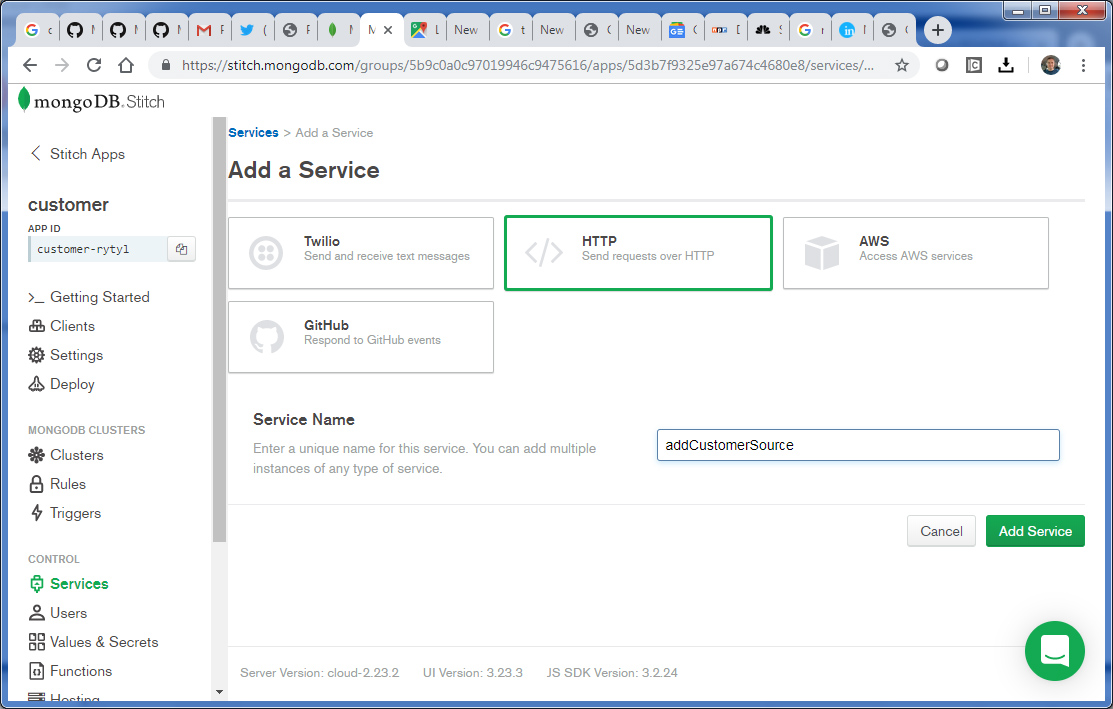 New
New
New
https://stitch.mongodb.com/groups/5b9c0a0c97019946c9475616/apps/5d3b7f9325e97a674c4680e8/services/...
mongoDB. Stitch
Stitch Apps
customer
APP ID
customer-rytyl
Getting Started
Clients
Settings
Deploy
MONGODB CLUSTERS
Clusters
Rules
Triggers
CONTROL
Services
Users
Values & Secrets
Functions
Hosting
Services > Add a Service
Add a Service
Twilio
Send and receive text messages
HTTP
Send requests over HTTP
AWS
Access AWS services
GitHub
Respond to GitHub events
Service Name
Enter a unique name for this service. You can add multiple
instances of any type of service.
addCustomerSource
Cancel
Add Service
Server Version: cloud-2.23.2 UI Version: 3.23.3 JS SDK Version: 3.2.24